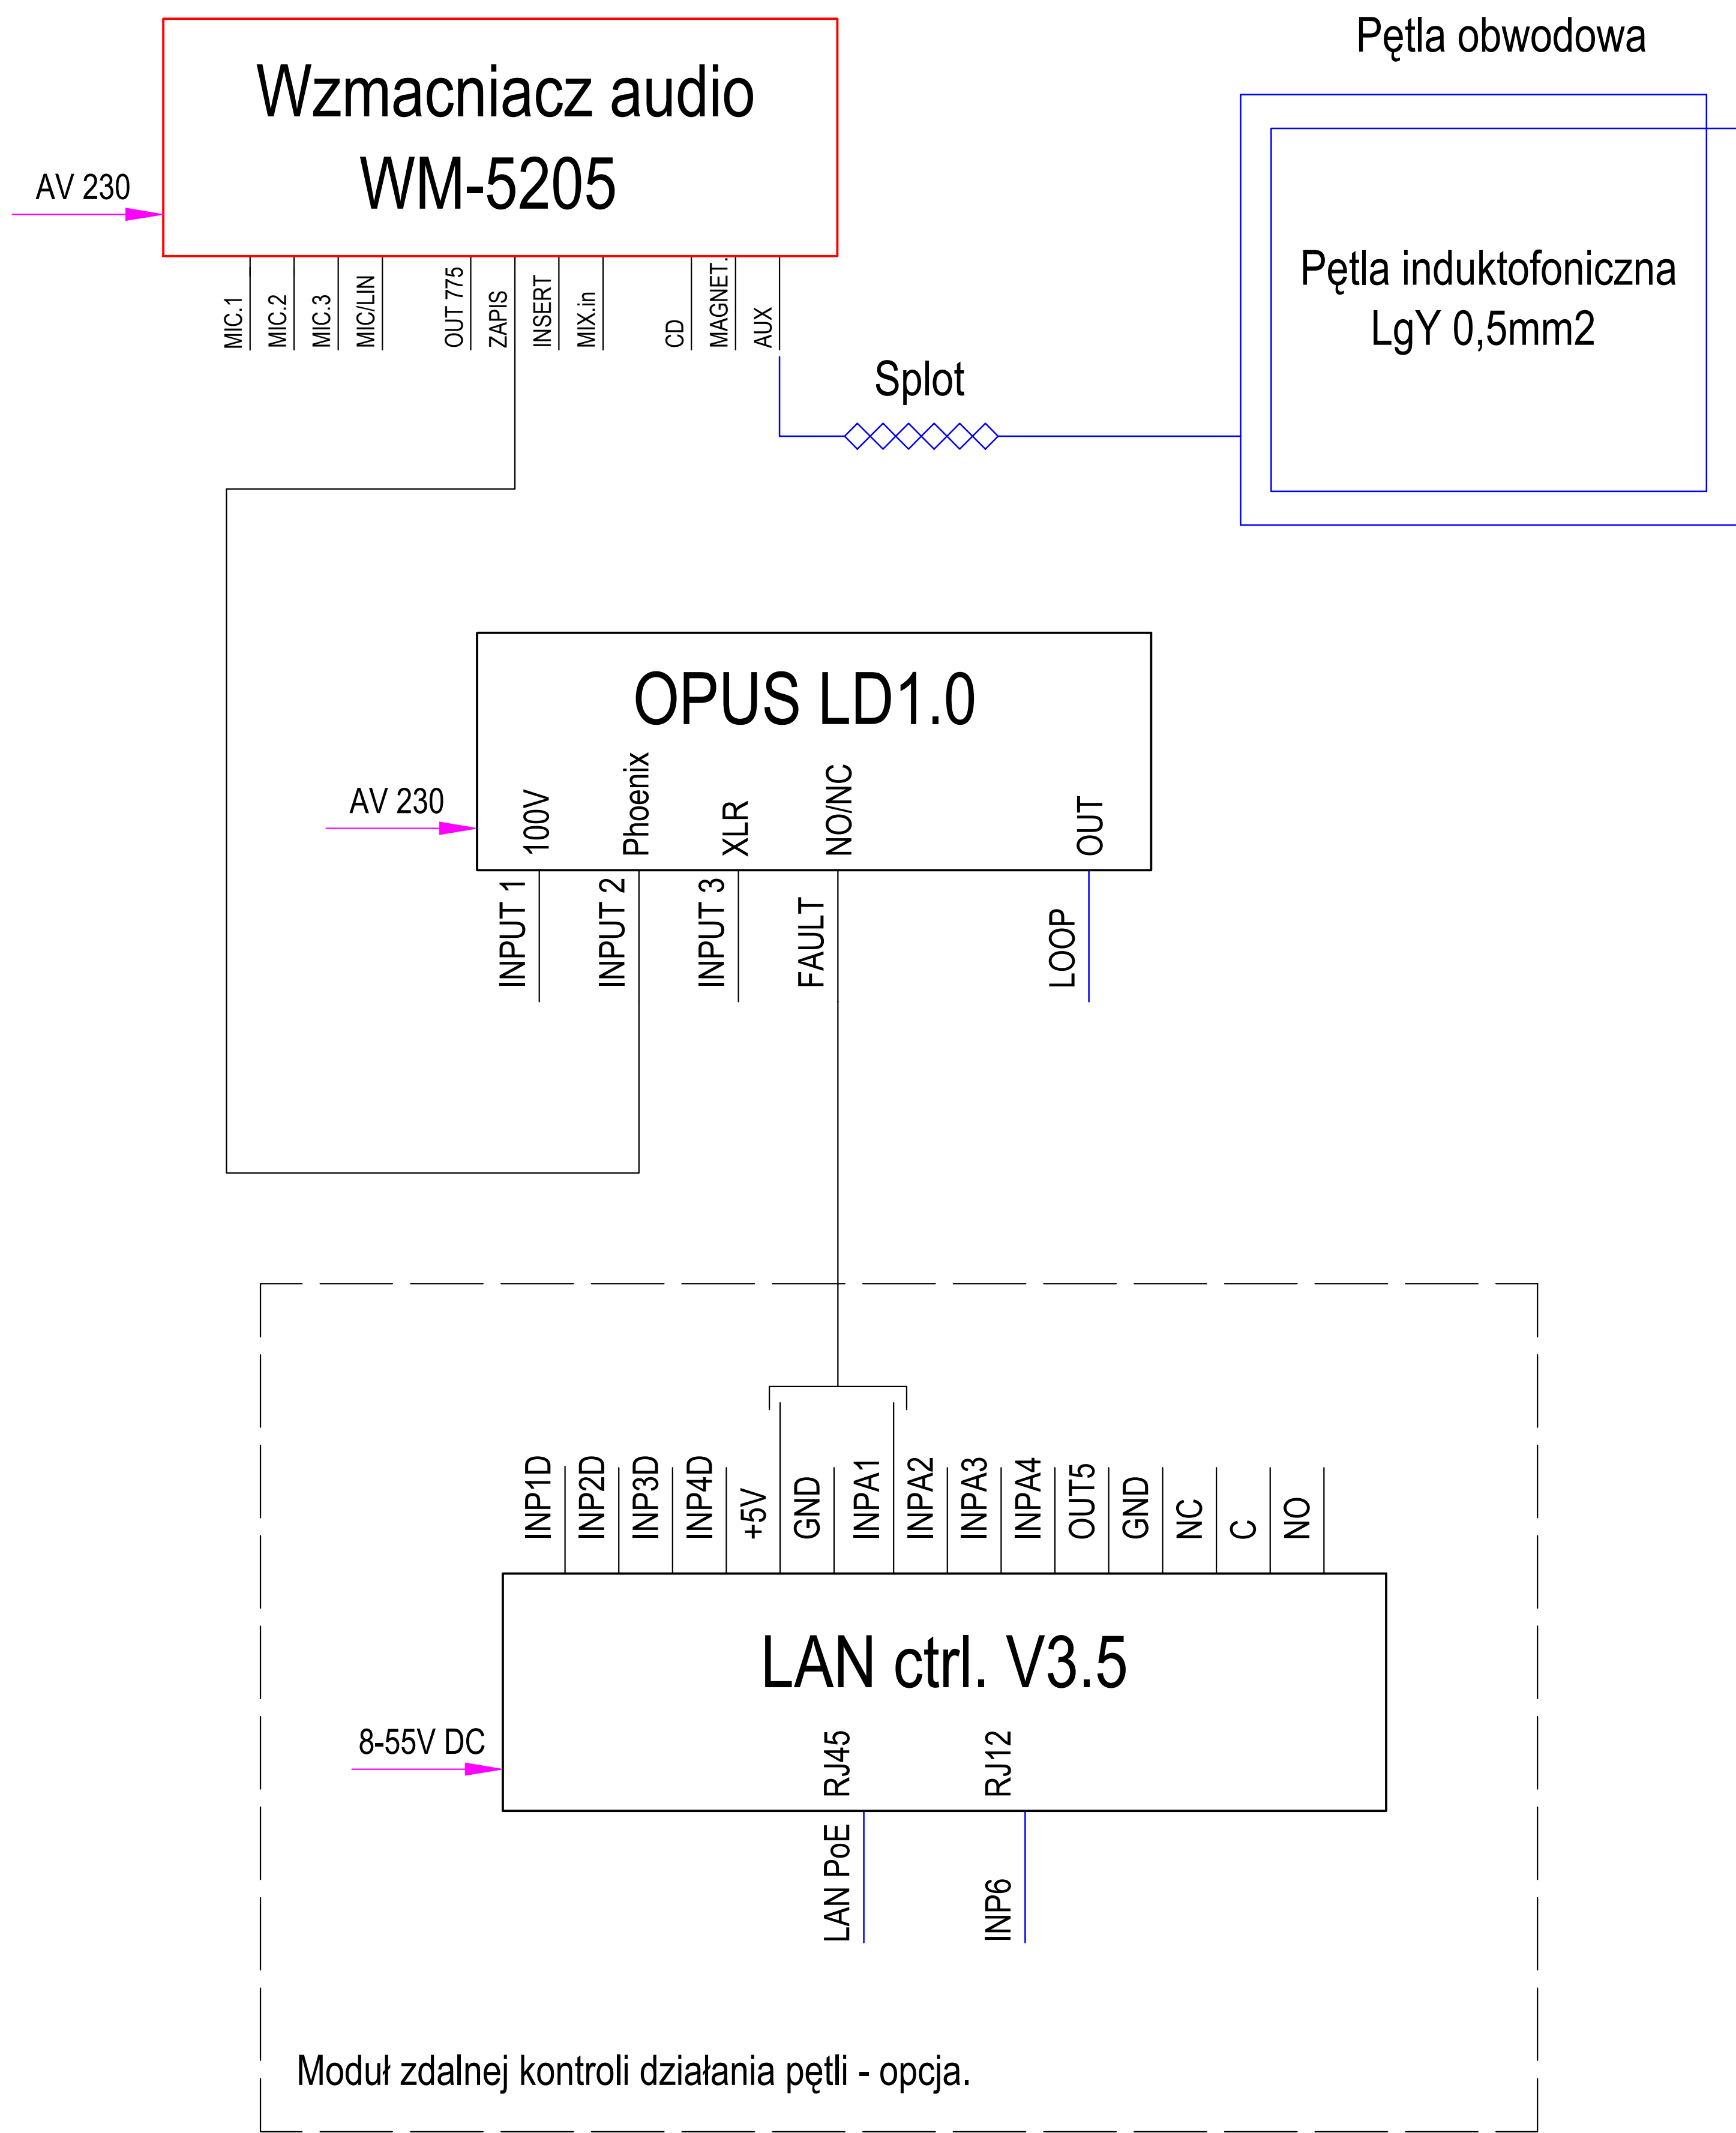 Pętla obwodowa
Wzmacniacz audio
WM-5205
AV 230
MIC.1
MIC.2
MIC.3
MIC/LIN
OUT 775
ZAPIS
INSERT
MIX.in
CD
MAGNET.
AUX
Pętla induktofoniczna
LgY 0,5mm2
Splot
OPUS LD1.0
AV 230
100V
Phoenix
XLR
NO/NC
OUT
INPUT 1
INPUT 2
INPUT 3
FAULT
LOOP
INP1D
INP2D
INP3D
INP4D
+5V
GND
INPA1
INPA2
INPA3
INPA4
OUT5
GND
NC
C
NO
LAN ctrl. V3.5
8-55V DC
RJ45
RJ12
LAN PoE
INP6
Moduł zdalnej kontroli działania pętli - opcja.